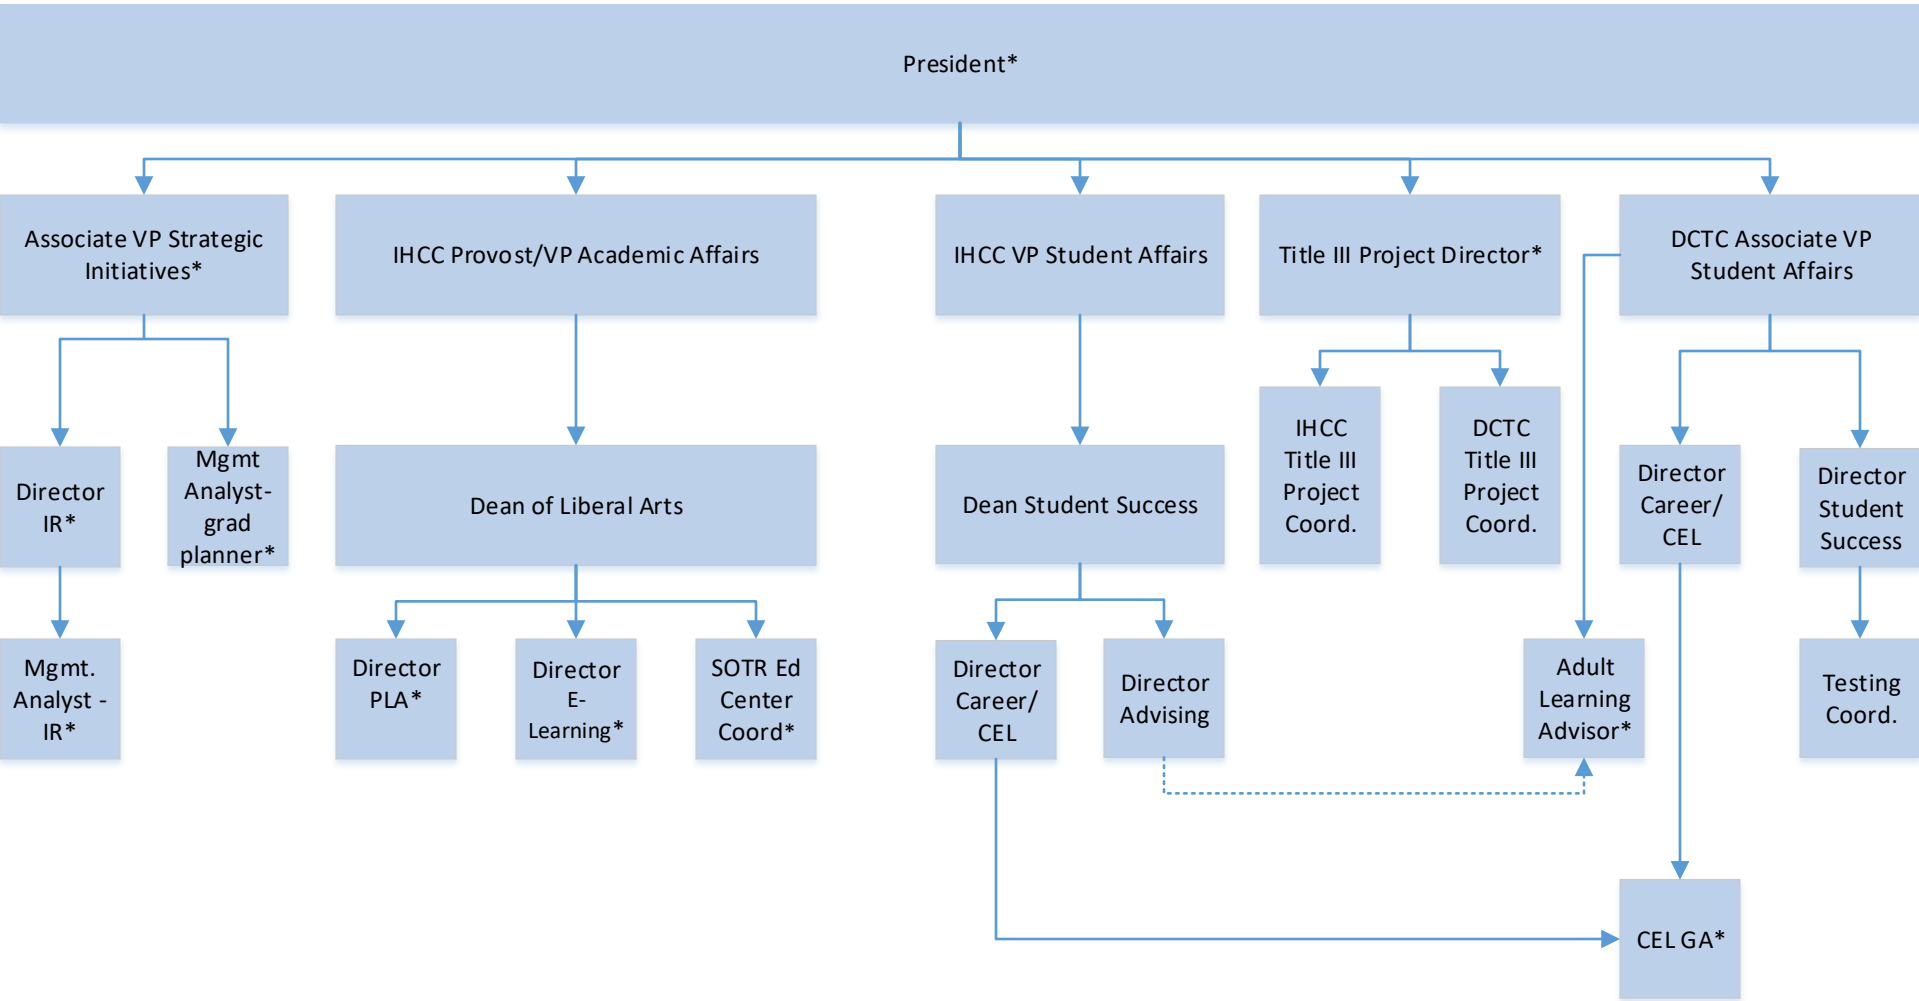 President*
Associate VP Strategic
Initiatives*
IHCC Provost/VP Academic Affairs
IHCC VP Student Affairs
Title III Project Director*
DCTC Associate VP
Student Affairs
Director
IR*
Mgmt
Analyst-
grad
planner*
Dean of Liberal Arts
Dean Student Success
IHCC
Title III
Project
Coord.
DCTC
Title III
Project
Coord.
Director
Career/
CEL
Director
Student
Success
Mgmt.
Analyst -
IR*
Director
PLA*
Director
E-
Learning*
SOTR Ed
Center
Coord*
Director
Career/
CEL
Director
Advising
Adult
Learning
Advisor*
Testing
Coord.
CEL GA*